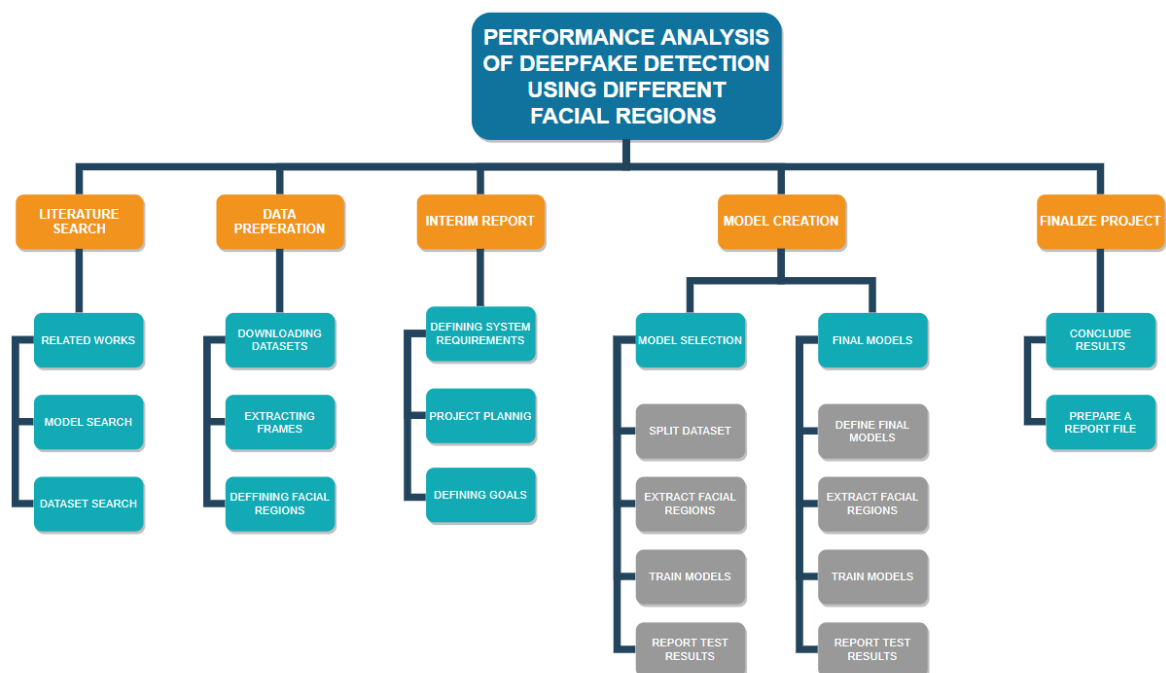 PERFORMANCE ANALYSIS
OF DEEPFAKE DETECTION
USING DIFFERENT
FACIAL REGIONS
LITERATURE
SEARCH
DATA
PREPERATION
INTERIM REPORT
MODEL CREATION
FINALIZE PROJECT
RELATED WORKS
MODEL SEARCH
DATASET SEARCH
DOWNLOADING
DATASETS
EXTRACTING
FRAMES
DEFFINING FACIAL
REGIONS
DEFINING SYSTEM
REQUIREMENTS
PROJECT PLANNIG
DEFINING GOALS
MODEL SELECTION
SPLIT DATASET
EXTRACT FACIAL
REGIONS
TRAIN MODELS
REPORT TEST
RESULTS
FINAL MODELS
DEFINE FINAL
MODELS
EXTRACT FACIAL
REGIONS
TRAIN MODELS
REPORT TEST
RESULTS
CONCLUDE
RESULTS
PREPARE A
REPORT FILE